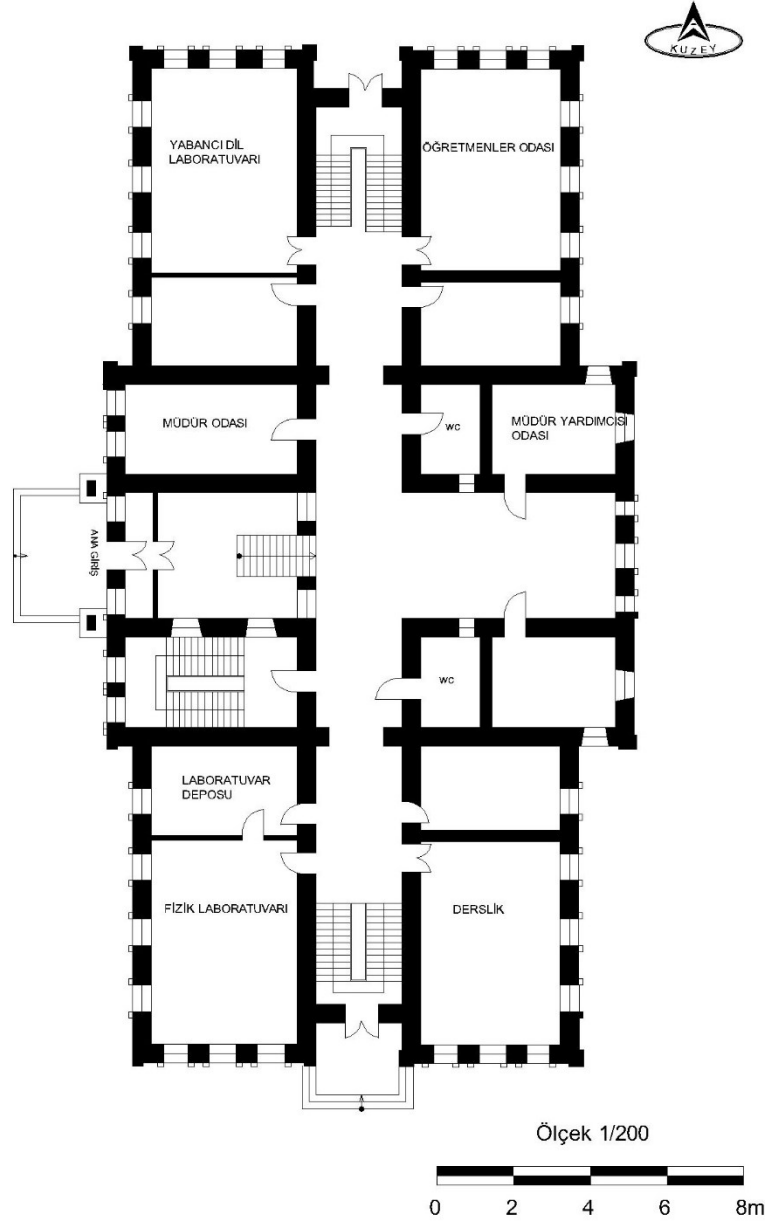 KUZEY
YABANCI DİL
LABORATUVARI
ÖĞRETMENLER ODASI
MÜDÜR ODASI
WC
MÜDÜR YARDIMCISI
ODASI
ANA GİRİŞ
WC
LABORATUVAR
DEPOSU
FİZİK LABORATUVARI
DERSLİK
Ölçek 1/200
0 2 4 6 8m